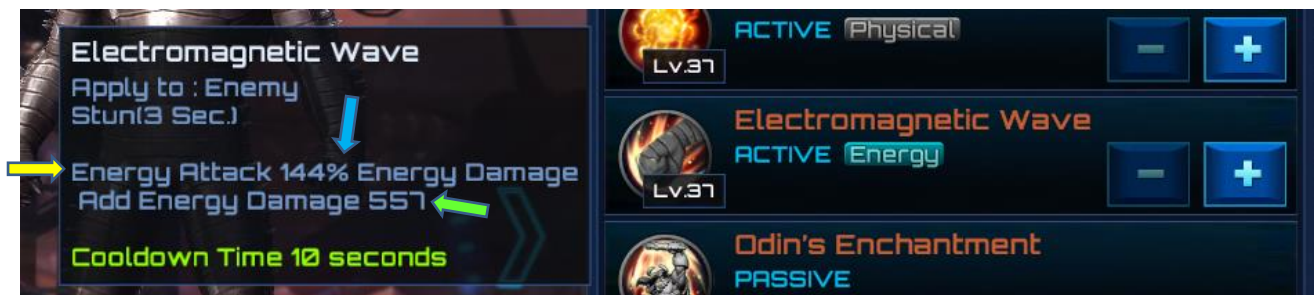 Electromagnetic Wave
Apply to : Enemy
Stun(3 Sec.)
Energy Attack 144% Energy Damage
Add Energy Damage 557
Cooldown Time 10 seconds
ACTIVE Physical
Lv.37
Electromagnetic Wave
ACTIVE Energy
Lv.37
Odin's Enchantment
PASSIVE